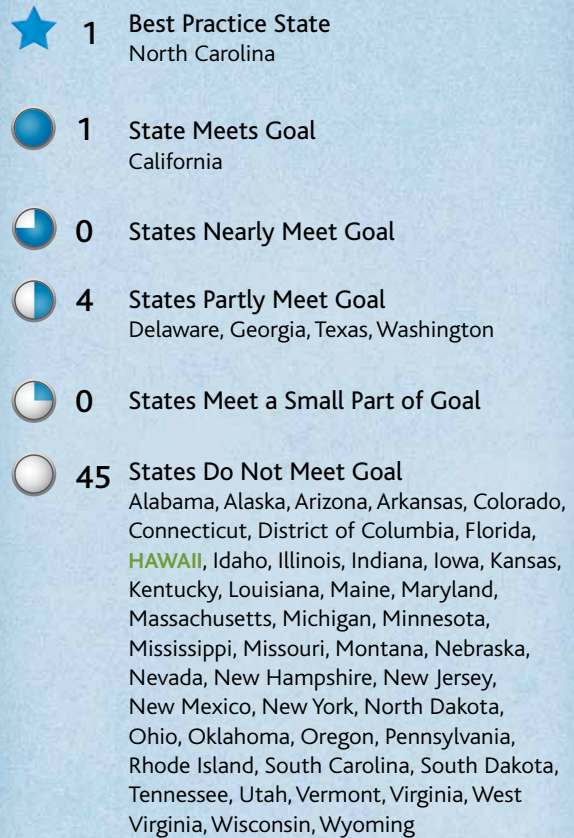 1 Best Practice State
North Carolina
1 State Meets Goal
California
0 States Nearly Meet Goal
4 States Partly Meet Goal
Delaware, Georgia, Texas, Washington
0 States Meet a Small Part of Goal
45 States Do Not Meet Goal
Alabama, Alaska, Arizona, Arkansas, Colorado,
Connecticut, District of Columbia, Florida,
HAWAII, Idaho, Illinois, Indiana, Iowa, Kansas,
Kentucky, Louisiana, Maine, Maryland,
Massachusetts, Michigan, Minnesota,
Mississippi, Missouri, Montana, Nebraska,
Nevada, New Hampshire, New Jersey,
New Mexico, New York, North Dakota,
Ohio, Oklahoma, Oregon, Pennsylvania,
Rhode Island, South Carolina, South Dakota,
Tennessee, Utah, Vermont, Virginia, West
Virginia, Wisconsin, Wyoming